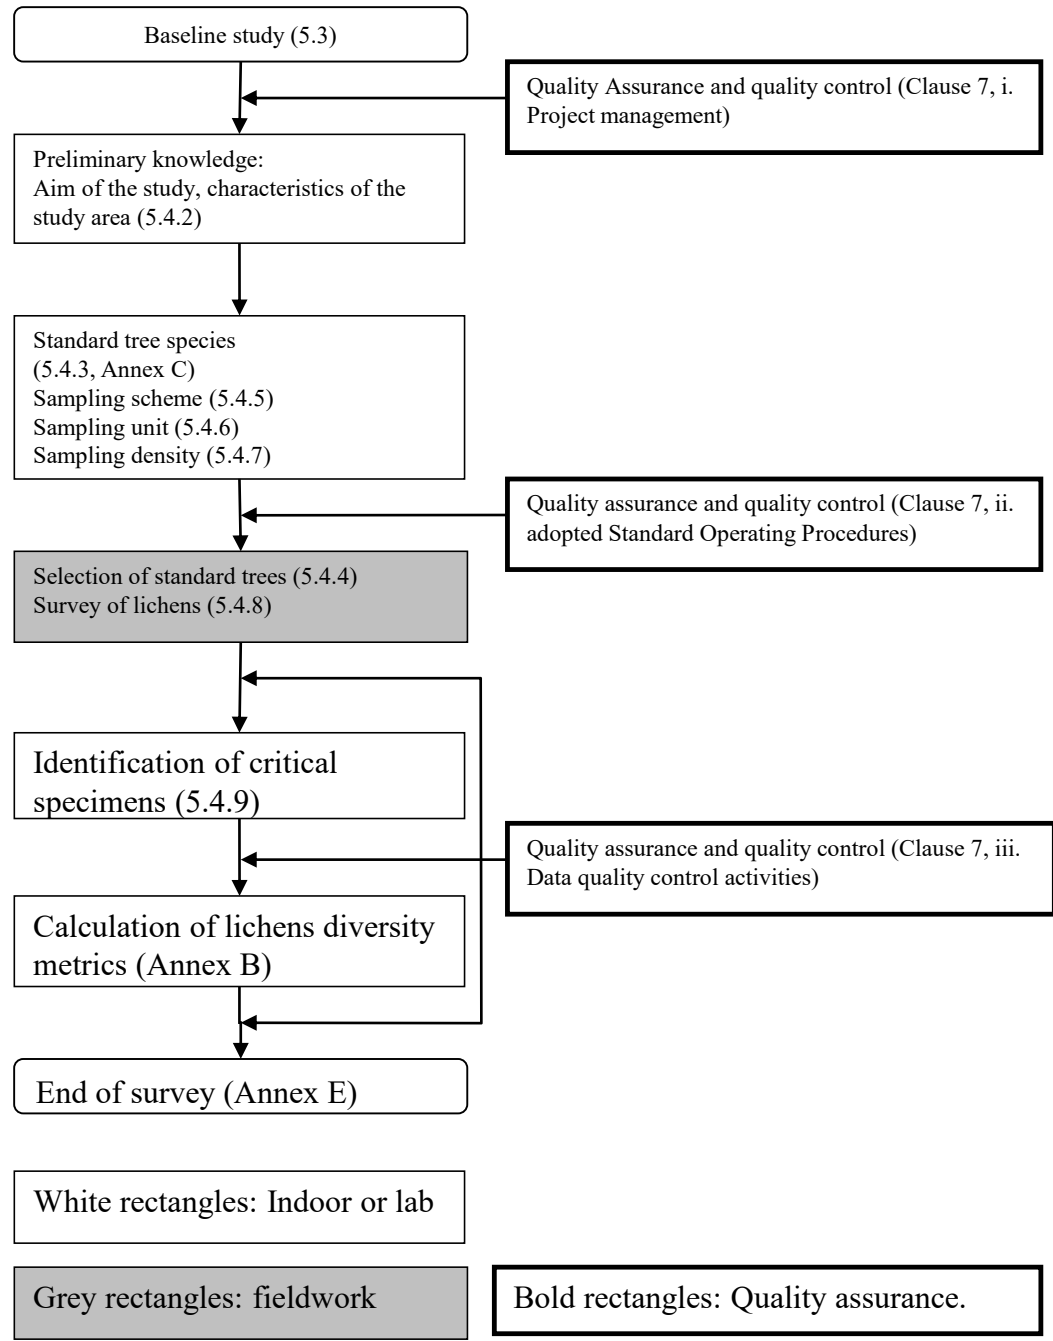 Baseline study (5.3)
Quality Assurance and quality control (Clause 7, i.
Project management)
Preliminary knowledge:
Aim of the study, characteristics of the
study area (5.4.2)
Standard tree species
(5.4.3, Annex C)
Sampling scheme (5.4.5)
Sampling unit (5.4.6)
Sampling density (5.4.7)
Quality assurance and quality control (Clause 7, ii.
adopted Standard Operating Procedures)
Selection of standard trees (5.4.4)
Survey of lichens (5.4.8)
Identification of critical
specimens (5.4.9)
Quality assurance and quality control (Clause 7, iii.
Data quality control activities)
Calculation of lichens diversity
metrics (Annex B)
End of survey (Annex E)
White rectangles: Indoor or lab
Grey rectangles: fieldwork
Bold rectangles: Quality assurance.